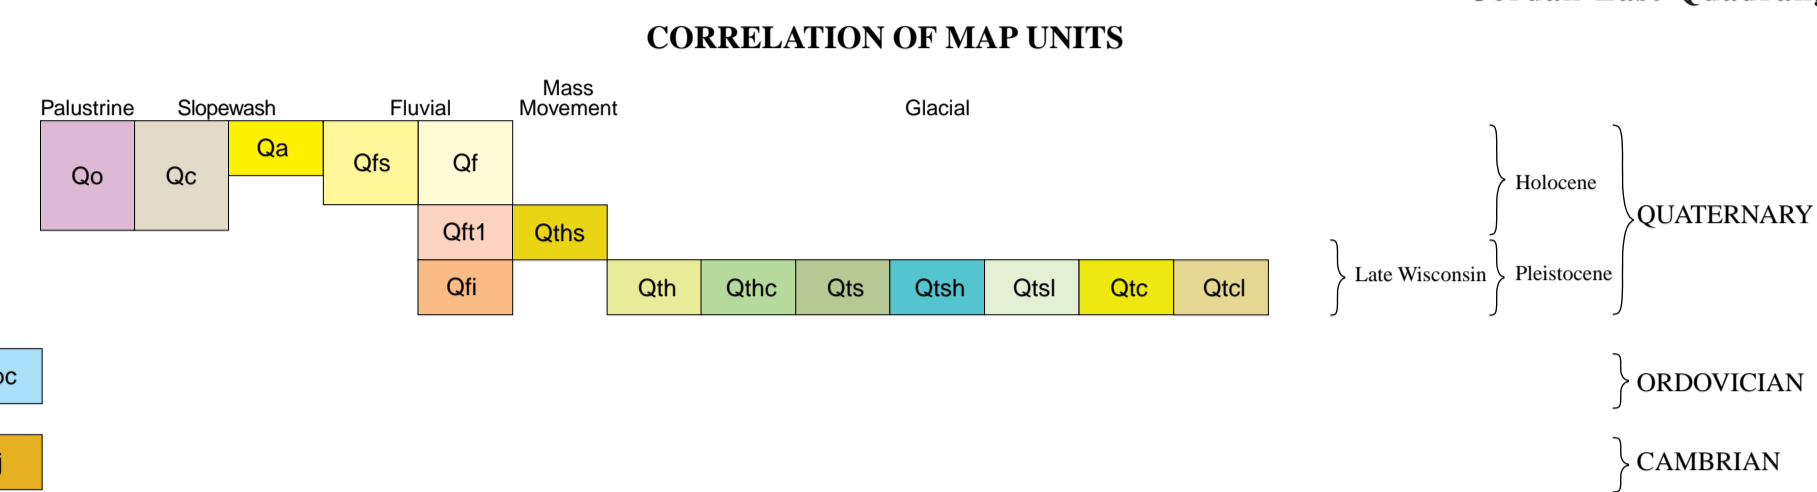 CORRELATION OF MAP UNITS
Mass
Palustrine Slopewash Fluvial Movement Glacial
Qo Qc Qa Qfs Qf
Holocene
QUATERNARY
Qft1 Qths
Late Wisconsin Pleistocene
Qfi Qth Qthc Qts Qtsh Qtsl Qtc Qtcl
ORDOVICIAN
CAMBRIAN